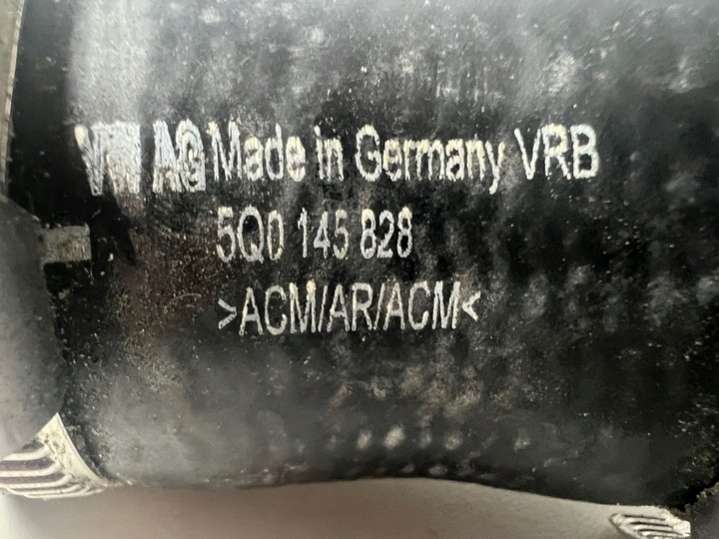 VW AG Made in Germany VRB
5Q0 145 828
>ACM/AR/ACM<